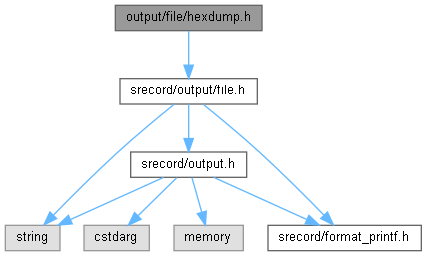 output/file/hexdump.h
srecord/output/file.h
srecord/output.h
string
cstdarg
memory
srecord/format_printf.h